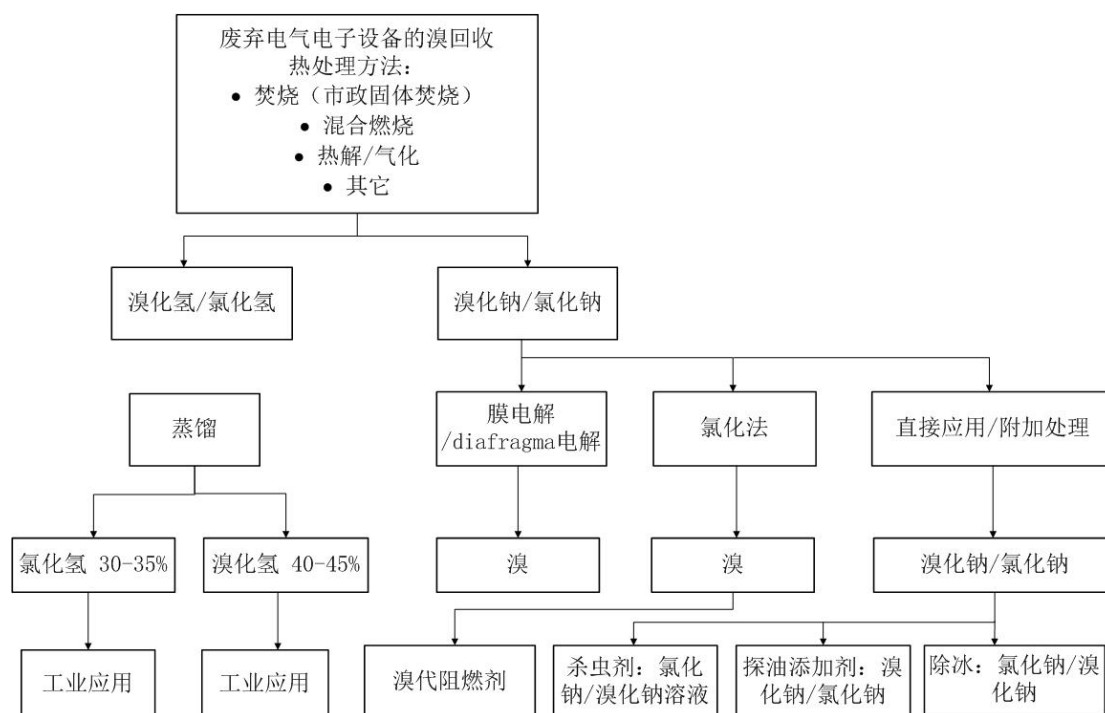 废弃电气电子设备的溴回收
热处理方法：
• 焚烧（市政固体焚烧）
• 混合燃烧
• 热解/气化
• 其它
溴化氢/氯化氢
溴化钠/氯化钠
蒸馏
膜电解
/diafragma电解
氯化法
直接应用/附加处理
氯化氢 30-35%
溴化氢 40-45%
溴
溴
溴化钠/氯化钠
工业应用
工业应用
溴代阻燃剂
杀虫剂：氯化
钠/溴化钠溶液
探油添加剂：溴
化钠/氯化钠
除冰：氯化钠/溴
化钠